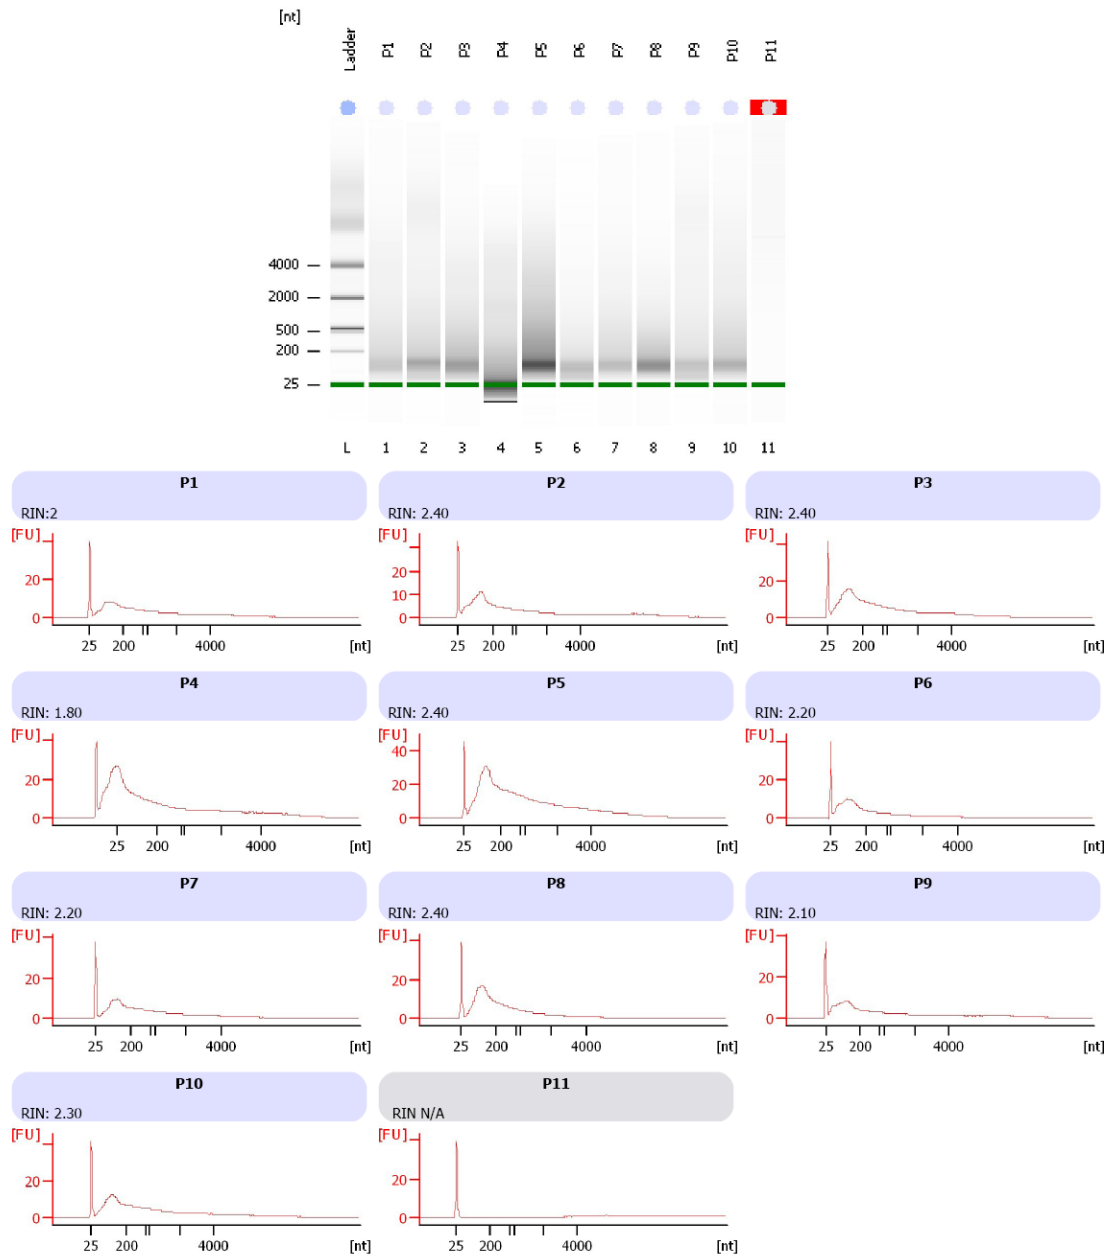 [nt]
Ladder P1 P2 P3 P4 P5 P6 P7 P8 P9 P10 P11
4000
2000
500
200
25
L 1 2 3 4 5 6 7 8 9 10 11
P1 P2 P3
RIN:2 RIN: 2.40 RIN: 2.40
[FU] [FU] [FU]
20 20 20
10
0 0 0
25 200 4000 [nt] 25 200 4000 [nt] 25 200 4000 [nt]
P4 P5 P6
RIN: 1.80 RIN: 2.40 RIN: 2.20
[FU] [FU] [FU]
40
20 20 20
0 0 0
25 200 4000 [nt] 25 200 4000 [nt] 25 200 4000 [nt]
P7 P8 P9
RIN: 2.20 RIN: 2.40 RIN: 2.10
[FU] [FU] [FU]
20 20 20
0 0 0
25 200 4000 [nt] 25 200 4000 [nt] 25 200 4000 [nt]
P10 P11
RIN: 2.30 RIN N/A
[FU] [FU]
20 20
0 0
25 200 4000 [nt] 25 200 4000 [nt]